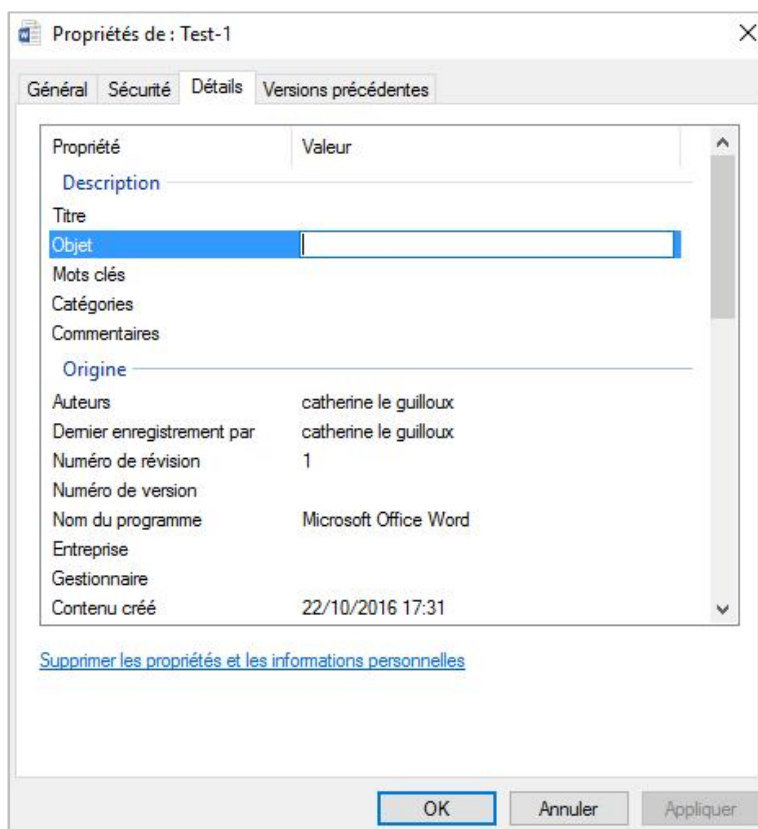 Propriétés de : Test-1
Général Sécurité Détails Versions précédentes
Propriété Valeur
Description
Titre
Objet
Mots clés
Catégories
Commentaires
Origine
Auteurs catherine le guilloux
Dernier enregistrement par catherine le guilloux
Numéro de révision 1
Numéro de version
Nom du programme Microsoft Office Word
Entreprise
Gestionnaire
Contenu créé 22/10/2016 17:31
Supprimer les propriétés et les informations personnelles
OK Annuler Appliquer